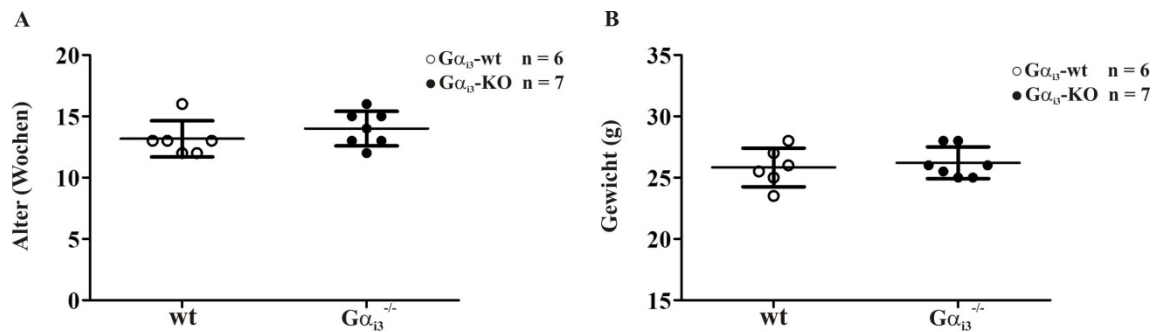 A
Alter (Wochen)
20
15
10
5
0
wt
Gαi3-/-
Gαi3-wt n = 6
Gαi3-KO n = 7
B
Gewicht (g)
35
30
25
20
15
wt
Gαi3-/-
Gαi3-wt n = 6
Gαi3-KO n = 7